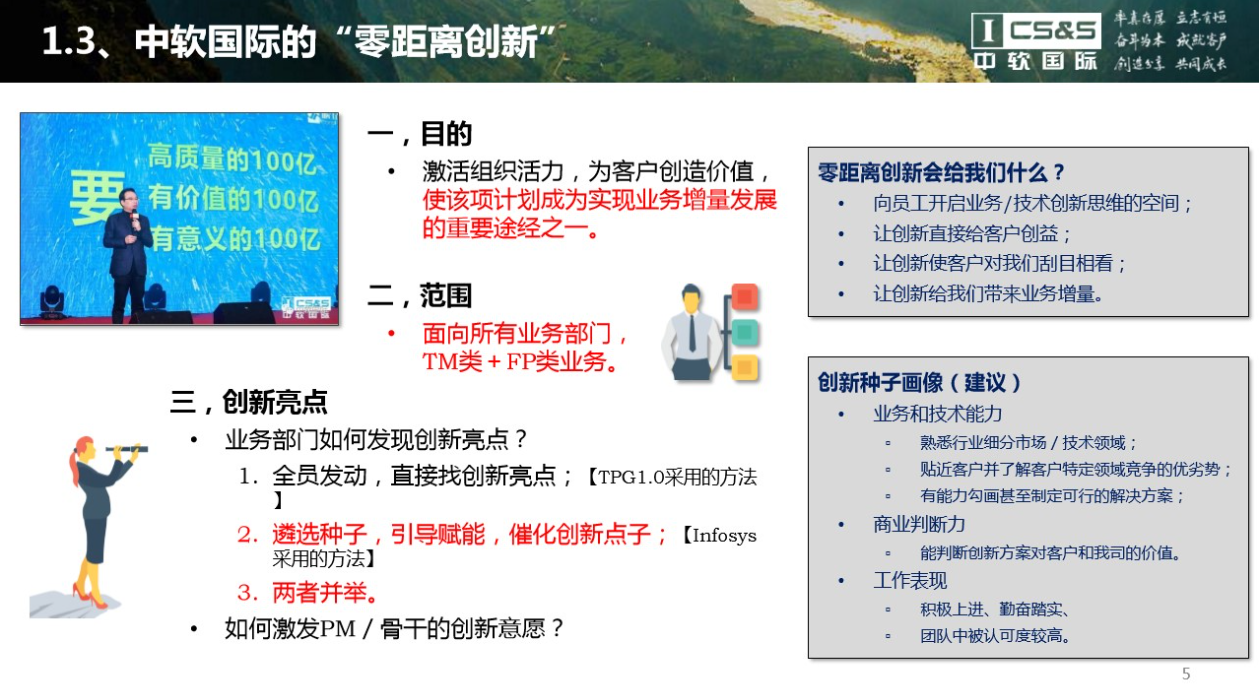 1.3、中软国际的“零距离创新”
I CS&S
中软国际
率真在厚 立志有恒
奋斗为本 成就客户
创造分享 共同成长
要
高质量的100亿
有价值的100亿
有意义的100亿
CS&S
中软国际
一，目的
• 激活组织活力，为客户创造价值，
使该项计划成为实现业务增量发展
的重要途经之一。
二，范围
• 面向所有业务部门，
TM类 + FP类业务。
三，创新亮点
• 业务部门如何发现创新亮点？
1. 全员发动，直接找创新亮点；【TPG1.0采用的方法
】
2. 遴选种子，引导赋能，催化创新点子；【Infosys
采用的方法】
3. 两者并举。
• 如何激发PM / 骨干的创新意愿？
零距离创新会给我们什么？
• 向员工开启业务/技术创新思维的空间；
• 让创新直接给客户创益；
• 让创新使客户对我们刮目相看；
• 让创新给我们带来业务增量。
创新种子画像（建议）
• 业务和技术能力
▫ 熟悉行业细分市场 / 技术领域；
▫ 贴近客户并了解客户特定领域竞争的优劣势；
▫ 有能力勾画甚至制定可行的解决方案；
• 商业判断力
▫ 能判断创新方案对客户和我司的价值。
• 工作表现
▫ 积极上进、勤奋踏实、
▫ 团队中被认可度较高。
5